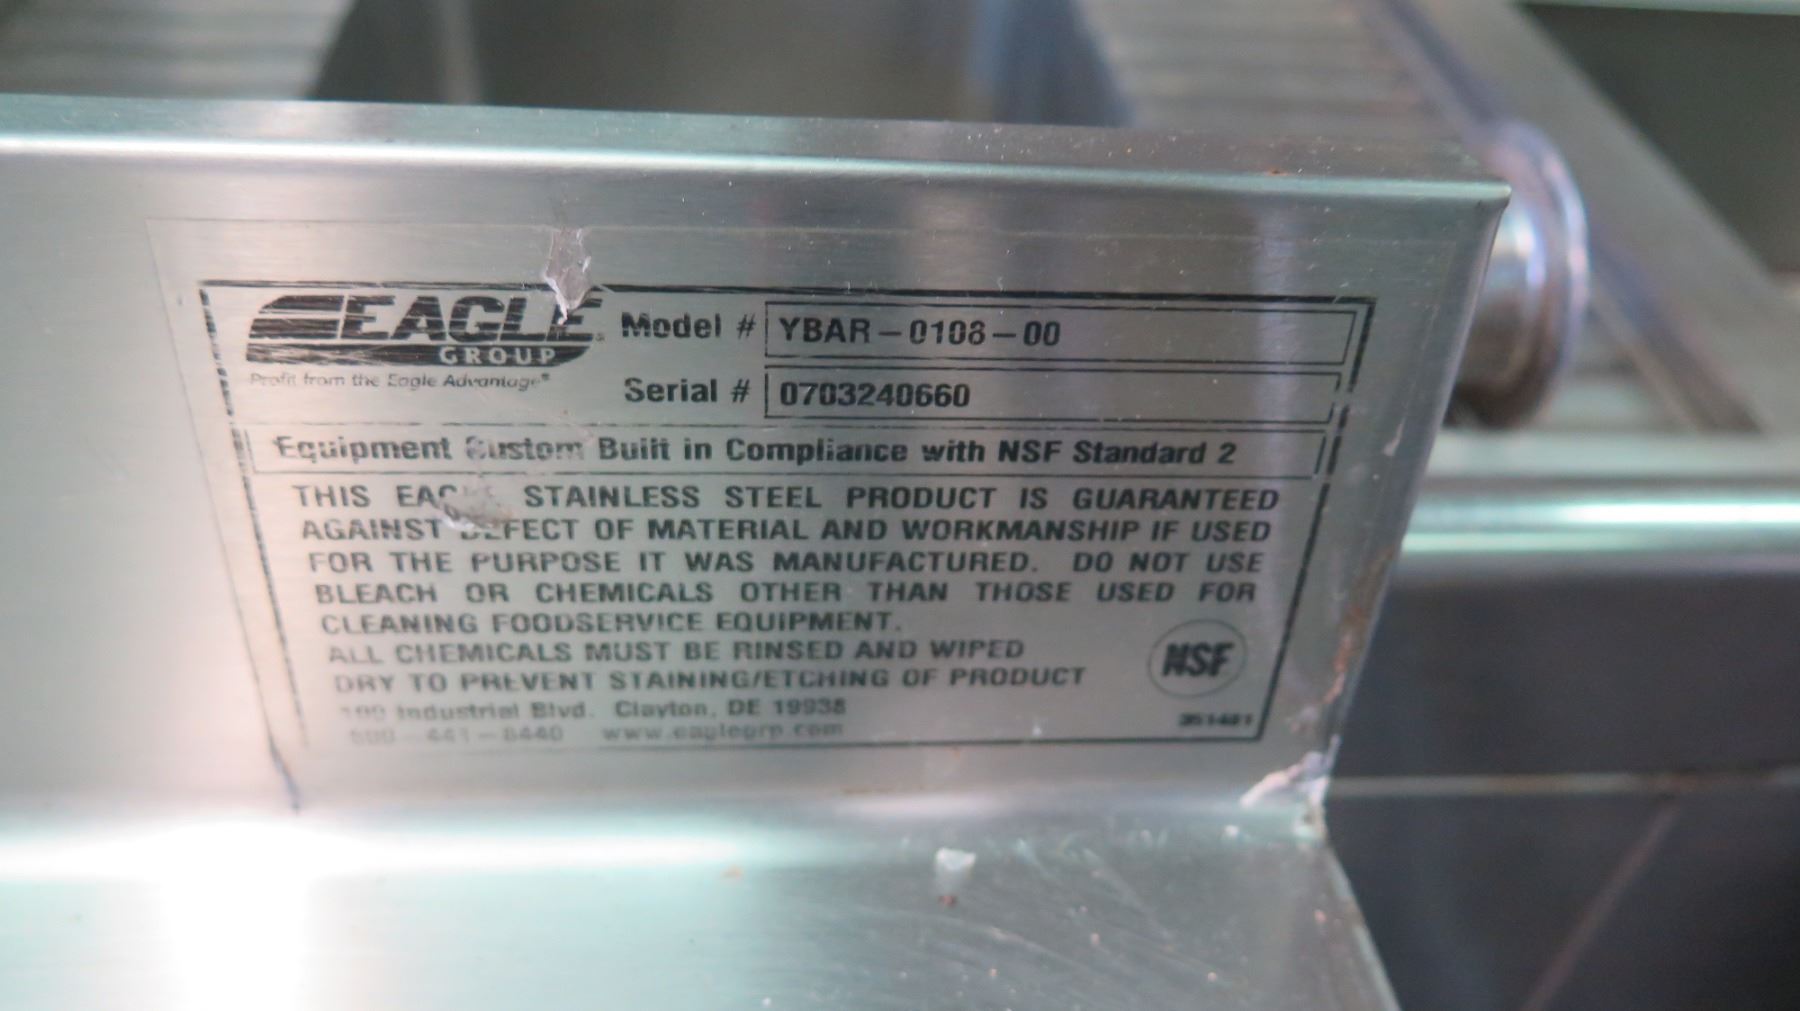 EAGLE
GROUP
Profit from the Eagle Advantage®
Model # YBAR-0108-00
Serial # 0703240660
Equipment Custom Built in Compliance with NSF Standard 2
THIS STAINLESS STEEL PRODUCT IS GUARANTEED
AGAINST DEFECT OF MATERIAL AND WORKMANSHIP IF USED
FOR THE PURPOSE IT WAS MANUFACTURED. DO NOT USE
BLEACH OR CHEMICALS OTHER THAN THOSE USED FOR
CLEANING FOODSERVICE EQUIPMENT.
ALL CHEMICALS MUST BE RINSED AND WIPED
DRY TO PREVENT STAINING/ETCHING OF PRODUCT
NSF
Industrial Blvd. Clayton, DE 19938
800-441-8440 www.eaglegrp.com